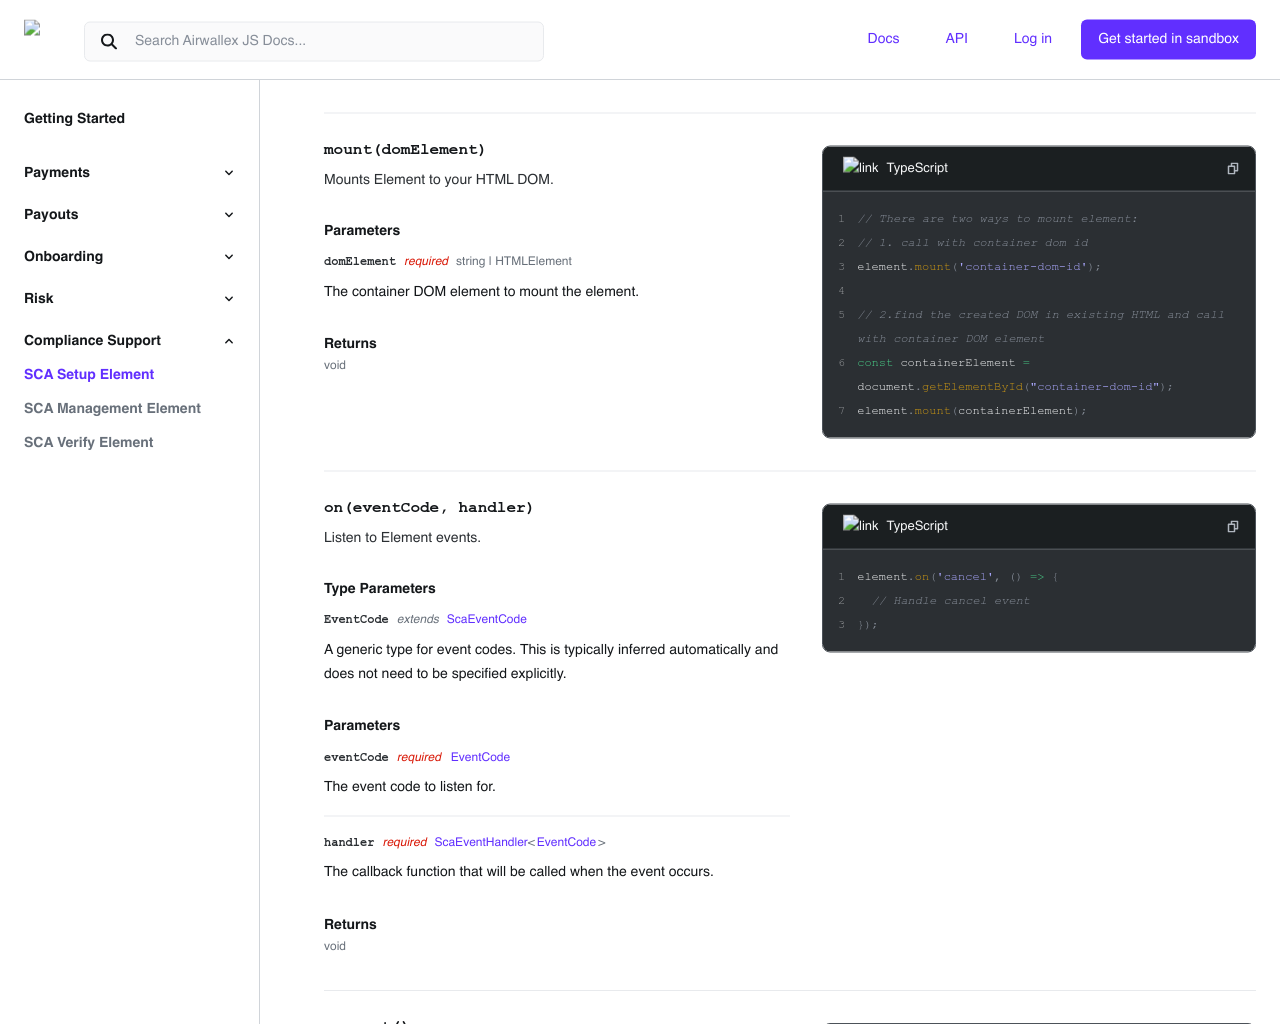 Search Airwallex JS Docs...
Docs
API
Log in
Get started in sandbox
Getting Started
Payments
Payouts
Onboarding
Risk
Compliance Support
SCA Setup Element
SCA Management Element
SCA Verify Element
mount(domElement)
Mounts Element to your HTML DOM.
Parameters
domElement required string | HTMLElement
The container DOM element to mount the element.
Returns
void
link TypeScript
1 // There are two ways to mount element:
2 // 1. call with container dom id
3 element.mount('container-dom-id');
4
5 // 2.find the created DOM in existing HTML and call
with container DOM element
6 const containerElement =
document.getElementById("container-dom-id");
7 element.mount(containerElement);
on(eventCode, handler)
Listen to Element events.
Type Parameters
EventCode extends ScaEventCode
A generic type for event codes. This is typically inferred automatically and
does not need to be specified explicitly.
Parameters
eventCode required EventCode
The event code to listen for.
handler required ScaEventHandler<EventCode>
The callback function that will be called when the event occurs.
Returns
void
link TypeScript
1 element.on('cancel', () => {
2 // Handle cancel event
3 });